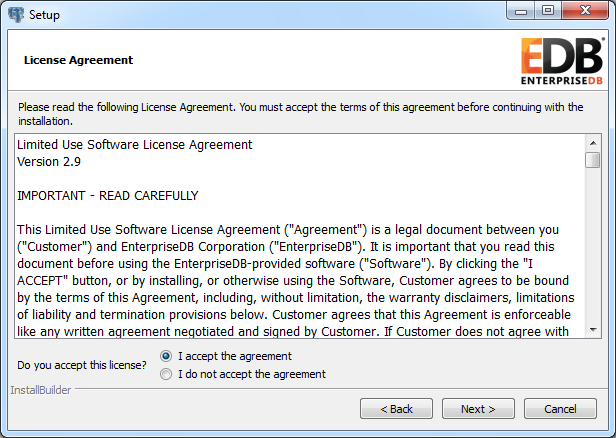 Setup
License Agreement
EDB
ENTERPRISEDB
Please read the following License Agreement. You must accept the terms of this agreement before continuing with the
installation.
Limited Use Software License Agreement
Version 2.9
IMPORTANT - READ CAREFULLY
This Limited Use Software License Agreement ("Agreement") is a legal document between you
("Customer") and EnterpriseDB Corporation ("EnterpriseDB"). It is important that you read this
document before using the EnterpriseDB-provided software ("Software"). By clicking the "I
ACCEPT" button, or by installing, or otherwise using the Software, Customer agrees to be bound
by the terms of this Agreement, including, without limitation, the warranty disclaimers, limitations
of liability and termination provisions below. Customer agrees that this Agreement is enforceable
like any written agreement negotiated and signed by Customer. If Customer does not agree with
Do you accept this license?
I accept the agreement
I do not accept the agreement
InstallBuilder
< Back
Next >
Cancel